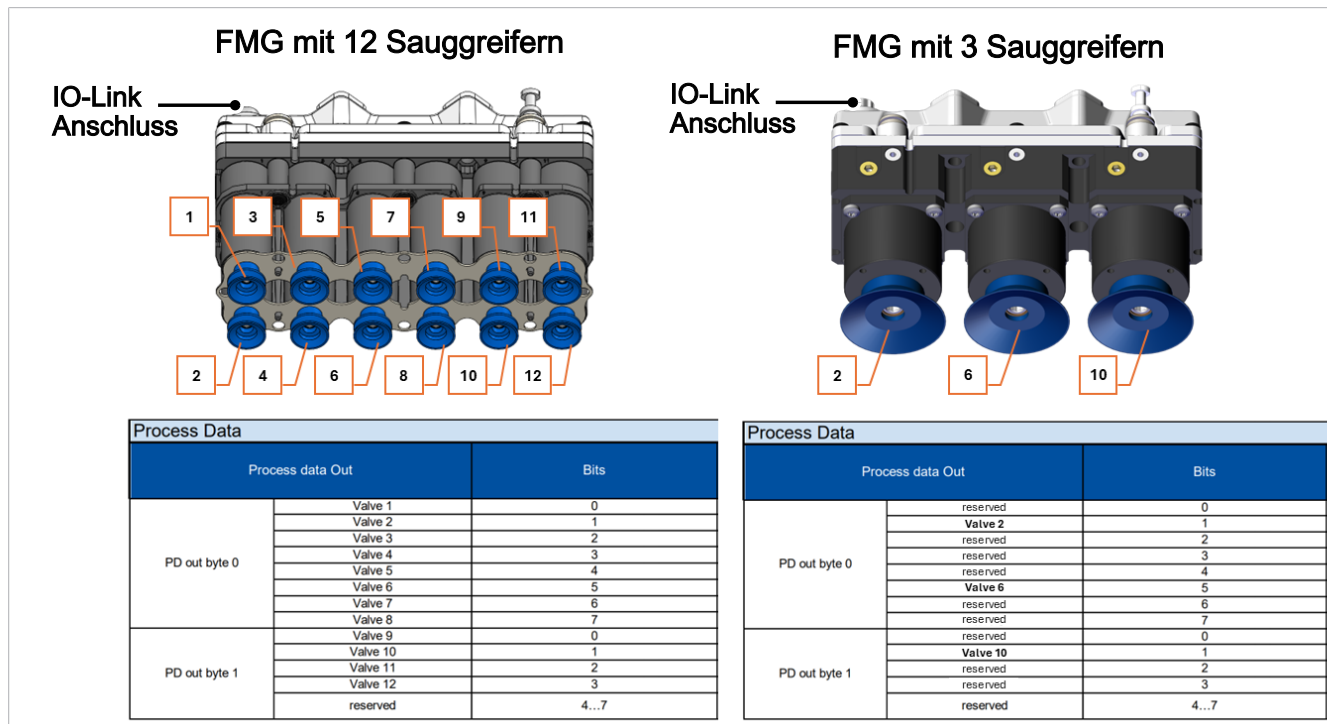 FMG mit 12 Sauggreifern
IO-Link
Anschluss
1 3 5 7 9 11
2 4 6 8 10 12
Process Data
Process data Out Bits
PD out byte 0
Valve 1 0
Valve 2 1
Valve 3 2
Valve 4 3
Valve 5 4
Valve 6 5
Valve 7 6
Valve 8 7
PD out byte 1
Valve 9 0
Valve 10 1
Valve 11 2
Valve 12 3
reserved 4...7
FMG mit 3 Sauggreifern
IO-Link
Anschluss
2 6 10
Process Data
Process data Out Bits
PD out byte 0
reserved 0
Valve 2 1
reserved 2
reserved 3
reserved 4
Valve 6 5
reserved 6
reserved 7
PD out byte 1
reserved 0
Valve 10 1
reserved 2
reserved 3
reserved 4...7